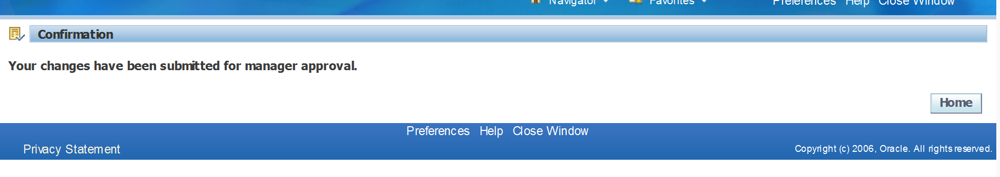 Navigator Favorites Preferences Help Close Window
Confirmation
Your changes have been submitted for manager approval.
Home
Preferences Help Close Window
Privacy Statement
Copyright (c) 2006, Oracle. All rights reserved.